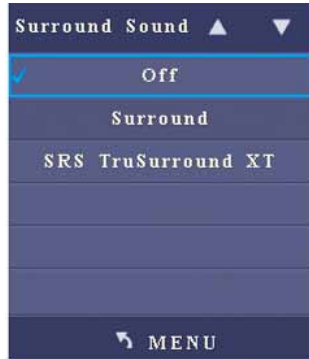 Surround Sound ▲ ▼
Off
Surround
SRS TruSurround XT
MENU